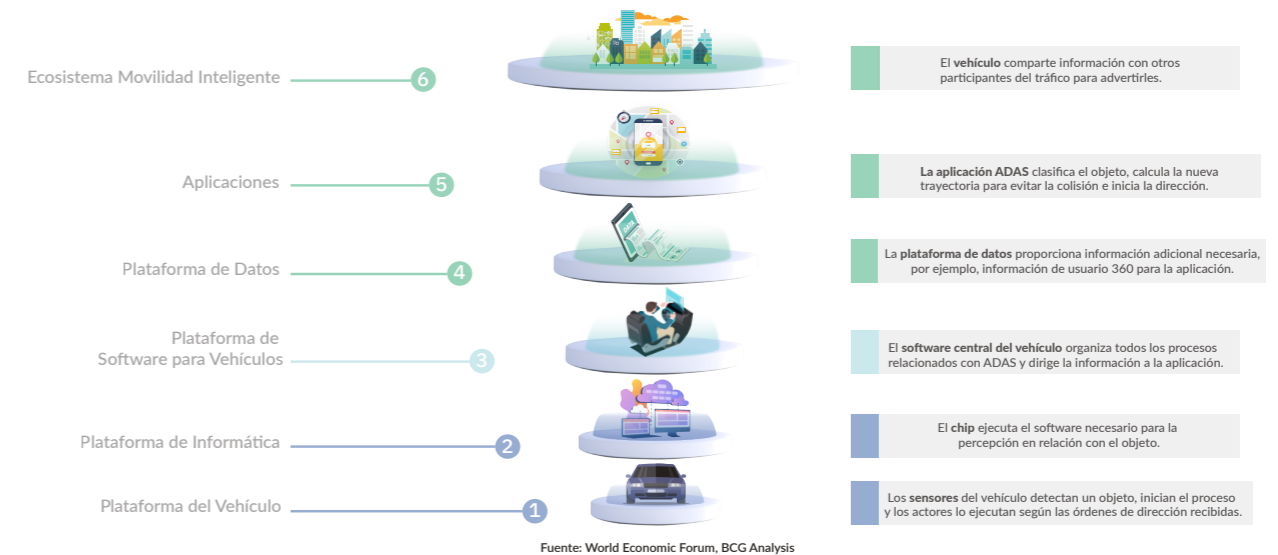 Ecosistema Movilidad Inteligente
6
El vehículo comparte información con otros
participantes del tráfico para advertirles.
Aplicaciones
5
La aplicación ADAS clasifica el objeto, calcula la nueva
trayectoria para evitar la colisión e inicia la dirección.
Plataforma de Datos
4
DATA
La plataforma de datos proporciona información adicional necesaria,
por ejemplo, información de usuario 360 para la aplicación.
Plataforma de
Software para Vehículos
3
El software central del vehículo organiza todos los procesos
relacionados con ADAS y dirige la información a la aplicación.
Plataforma de Informática
2
El chip ejecuta el software necesario para la
percepción en relación con el objeto.
Plataforma del Vehículo
1
Los sensores del vehículo detectan un objeto, inician el proceso
y los actores lo ejecutan según las órdenes de dirección recibidas.
Fuente: World Economic Forum, BCG Analysis